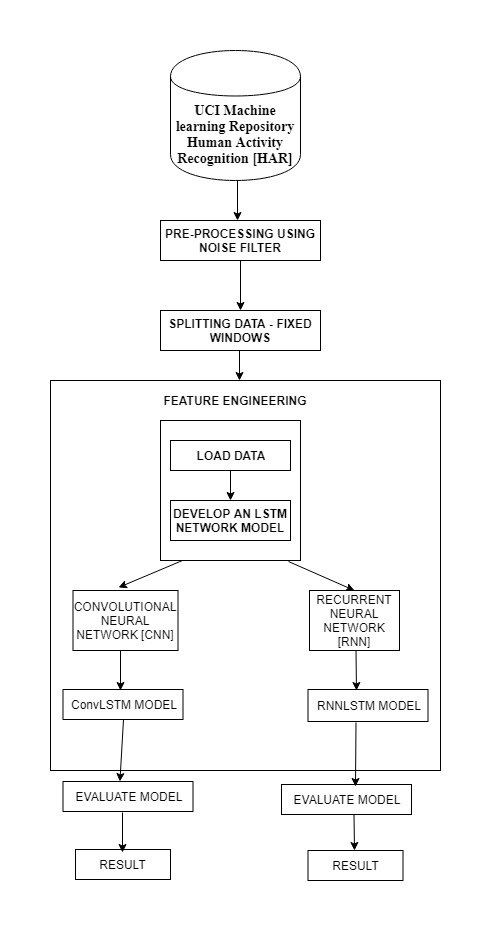 UCI Machine
learning Repository
Human Activity
Recognition [HAR]
PRE-PROCESSING USING
NOISE FILTER
SPLITTING DATA - FIXED
WINDOWS
FEATURE ENGINEERING
LOAD DATA
DEVELOP AN LSTM
NETWORK MODEL
CONVOLUTIONAL
NEURAL
NETWORK [CNN]
RECURRENT
NEURAL
NETWORK
[RNN]
ConvLSTM MODEL
RNNLSTM MODEL
EVALUATE MODEL
EVALUATE MODEL
RESULT
RESULT